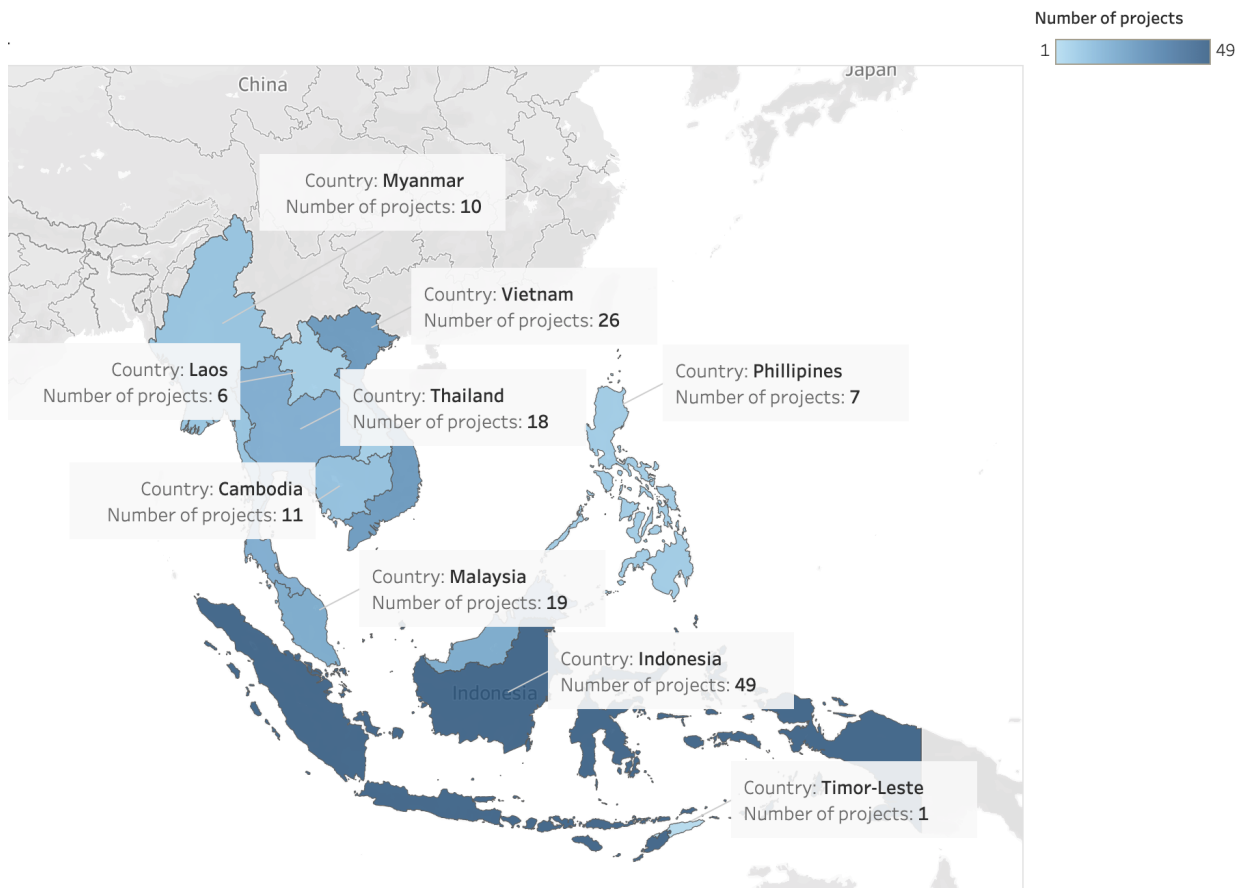 Number of projects
1 49
China
Japan
Country: Myanmar
Number of projects: 10
Country: Vietnam
Number of projects: 26
Country: Laos
Number of projects: 6
Country: Thailand
Number of projects: 18
Country: Phillipines
Number of projects: 7
Country: Cambodia
Number of projects: 11
Country: Malaysia
Number of projects: 19
Country: Indonesia
Number of projects: 49
Indonesia
Country: Timor-Leste
Number of projects: 1